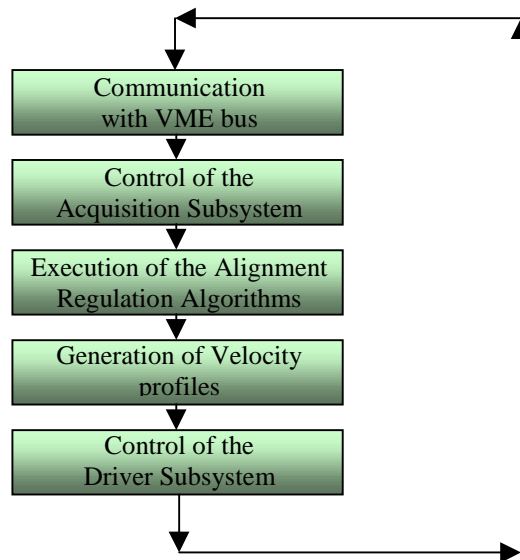 Communication
with VME bus
Control of the
Acquisition Subsystem
Execution of the Alignment
Regulation Algorithms
Generation of Velocity
profiles
Control of the
Driver Subsystem